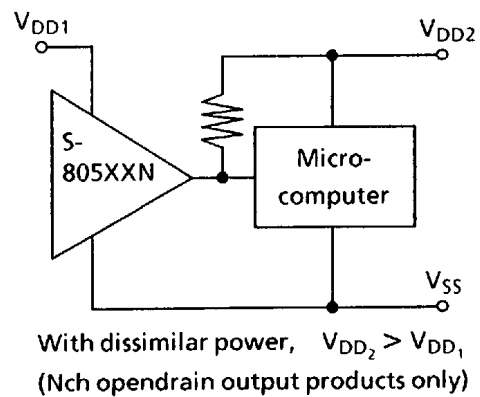 VDD1
VDD2
S-
805XXN
Micro-
computer
VSS
With dissimilar power, VDD2 > VDD1
(Nch opendrain output products only)